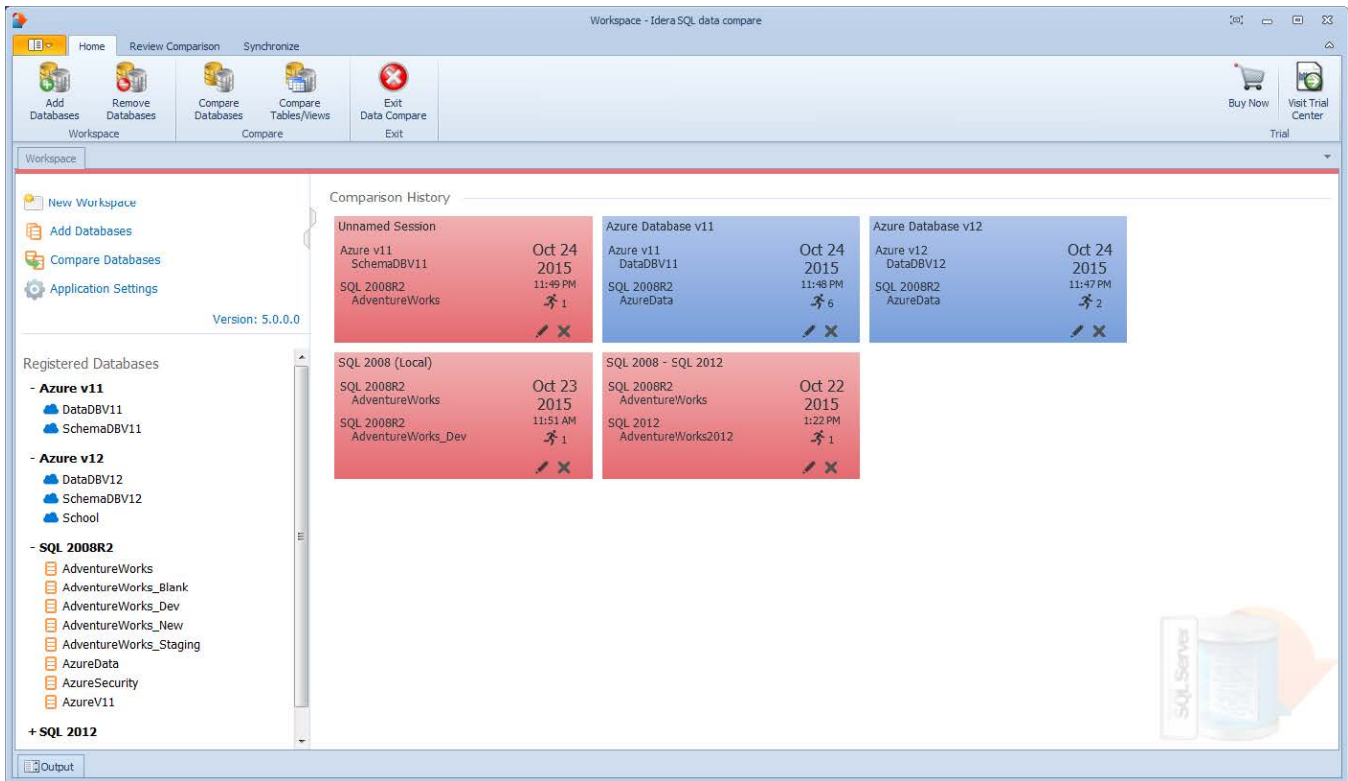 Workspace - Idera SQL data compare
Home Review Comparison Synchronize
Add Databases
Remove Databases
Compare Databases
Compare Tables/Views
Exit Data Compare
Buy Now
Visit Trial Center
Workspace
Compare
Exit
Trial
Workspace
New Workspace
Add Databases
Compare Databases
Application Settings
Version: 5.0.0.0
Registered Databases
- Azure v11
DataDBV11
SchemaDBV11
- Azure v12
DataDBV12
SchemaDBV12
School
- SQL 2008R2
AdventureWorks
AdventureWorks_Blank
AdventureWorks_Dev
AdventureWorks_New
AdventureWorks_Staging
AzureData
AzureSecurity
AzureV11
+ SQL 2012
Comparison History
Unnamed Session
Azure v11
SchemaDBV11
SQL 2008R2
AdventureWorks
Oct 24
2015
11:49 PM
1
Azure Database v11
Azure v11
DataDBV11
SQL 2008R2
AzureData
Oct 24
2015
11:48 PM
6
Azure Database v12
Azure v12
DataDBV12
SQL 2008R2
AzureData
Oct 24
2015
11:47 PM
2
SQL 2008 (Local)
SQL 2008R2
AdventureWorks
SQL 2008R2
AdventureWorks_Dev
Oct 23
2015
11:51 AM
1
SQL 2008 - SQL 2012
SQL 2008R2
AdventureWorks
SQL 2012
AdventureWorks2012
Oct 22
2015
1:22 PM
1
SQL Server
Output